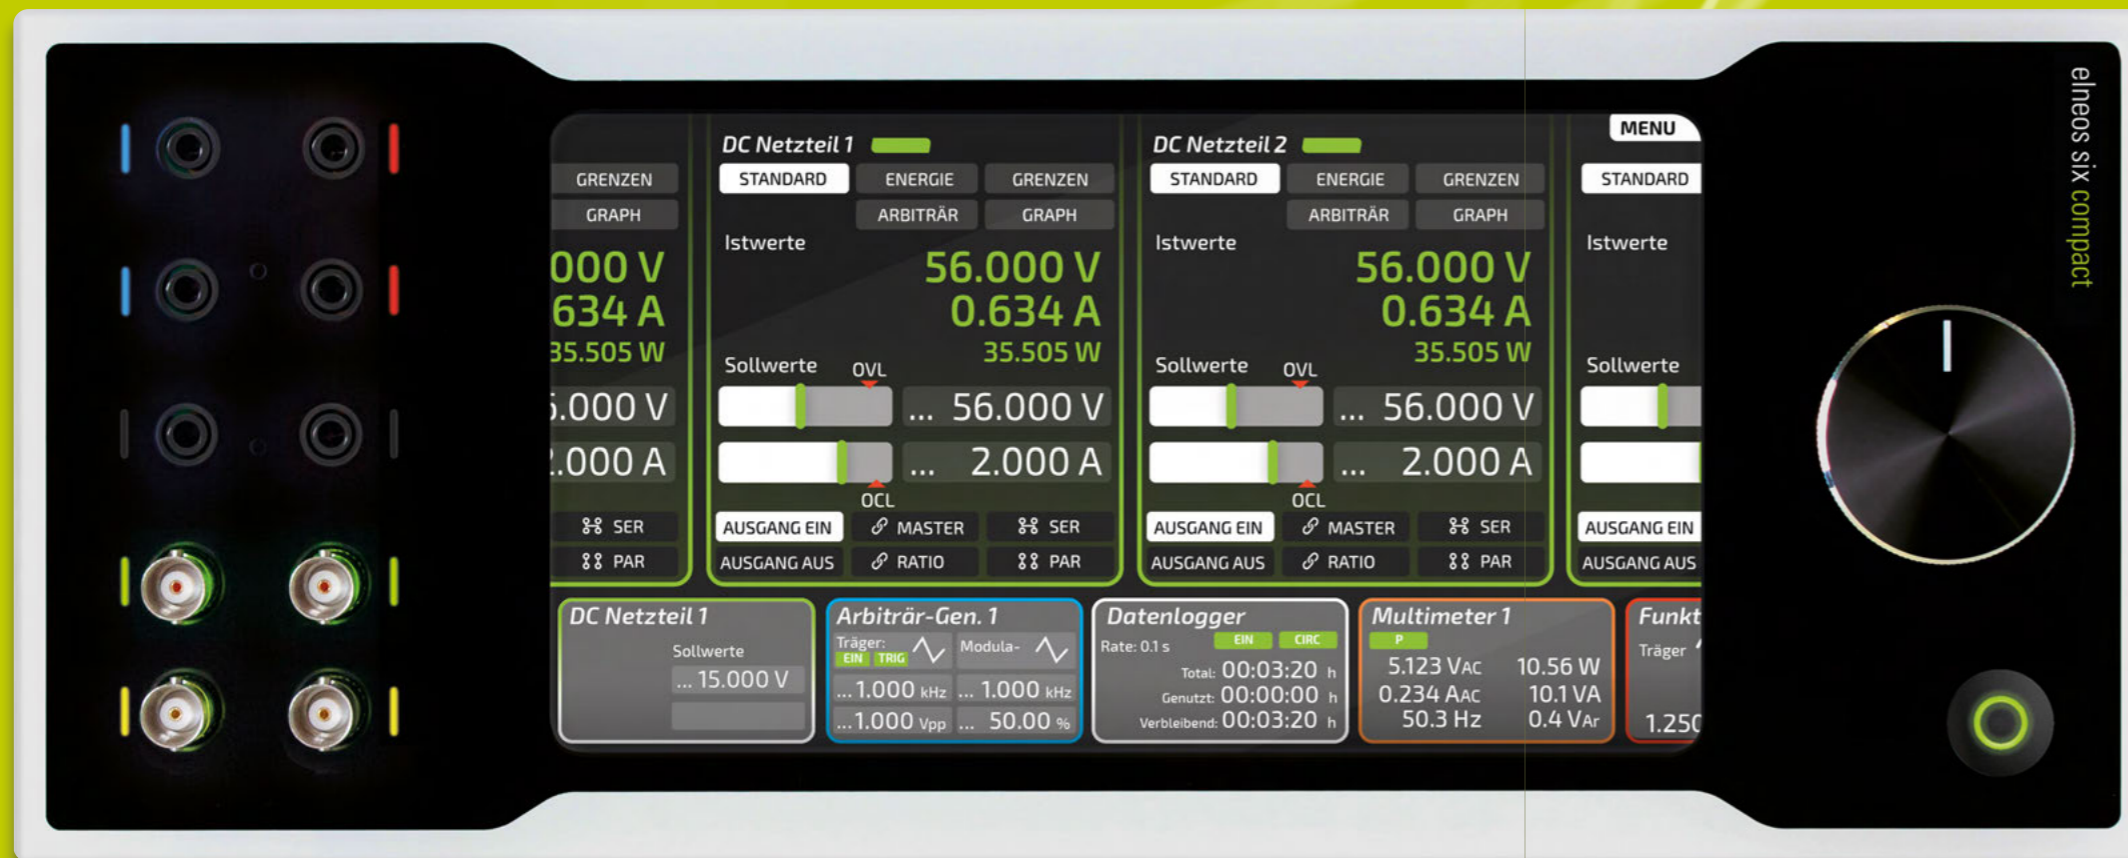 elneos six compact
MENU
GRENZEN
GRAPH
000 V
634 A
35.505 W
.000 V
.000 A
SER
PAR
DC Netzteil 1
STANDARD ENERGIE GRENZEN
ARBITRÄR GRAPH
Istwerte
56.000 V
0.634 A
35.505 W
Sollwerte OVL
... 56.000 V
... 2.000 A
OCL
AUSGANG EIN MASTER SER
AUSGANG AUS RATIO PAR
DC Netzteil 2
STANDARD ENERGIE GRENZEN
ARBITRÄR GRAPH
Istwerte
56.000 V
0.634 A
35.505 W
Sollwerte OVL
... 56.000 V
... 2.000 A
OCL
AUSGANG EIN MASTER SER
AUSGANG AUS RATIO PAR
STANDARD
Istwerte
Sollwerte
AUSGANG EIN
AUSGANG AUS
DC Netzteil 1
Sollwerte
... 15.000 V
Arbiträr-Gen. 1
Träger: Modula-
EIN TRIG
...1.000 kHz ... 1.000 kHz
...1.000 Vpp ... 50.00 %
Datenlogger
Rate: 0.1 s EIN CIRC
Total: 00:03:20 h
Genutzt: 00:00:00 h
Verbleibend: 00:03:20 h
Multimeter 1
P
5.123 VAC 10.56 W
0.234 AAC 10.1 VA
50.3 Hz 0.4 VAr
Funkt
Träger
1.250